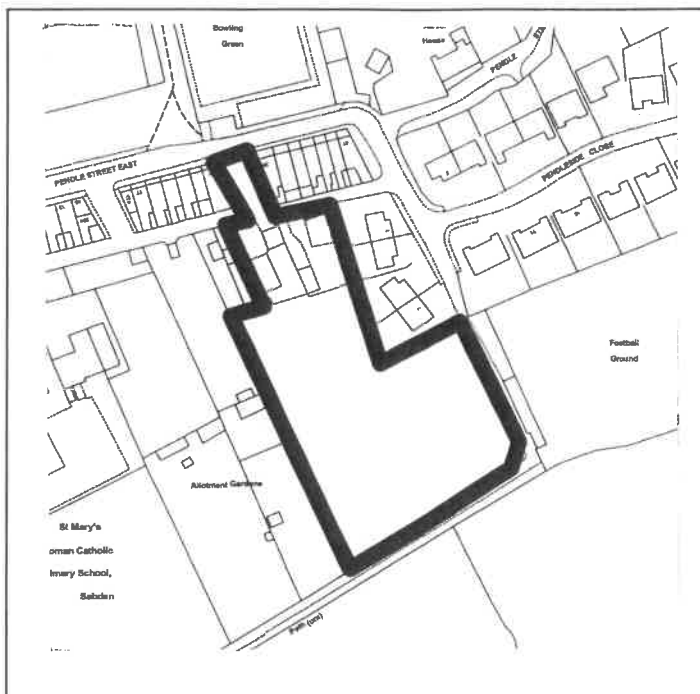 Bowling
Green
House
PENDLE
PENDLE STREET EAST
PENDLESIDE CLOSE
Football
Ground
Allotment Gardens
St Mary's
oman Catholic
imary School,
Sabden
Path (um)